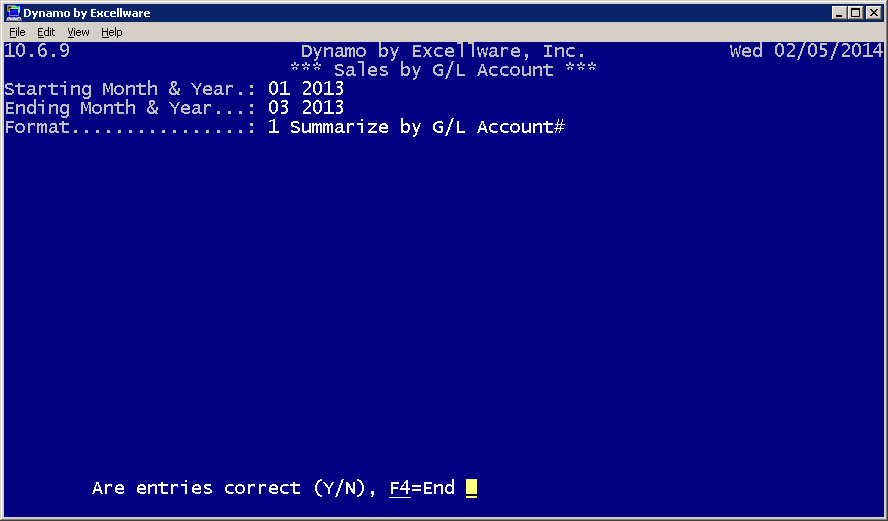 Dynamo by Excellware
File Edit View Help
10.6.9 Dynamo by Excellware, Inc. Wed 02/05/2014
*** Sales by G/L Account ***
Starting Month & Year.: 01 2013
Ending Month & Year...: 03 2013
Format................: 1 Summarize by G/L Account#
Are entries correct (Y/N), F4=End